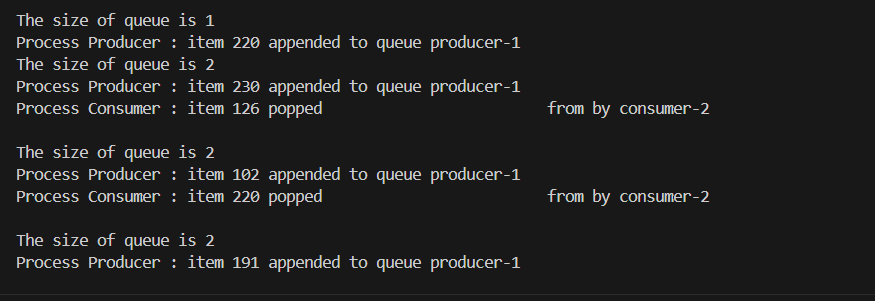 The size of queue is 1
Process Producer : item 220 appended to queue producer-1
The size of queue is 2
Process Producer : item 230 appended to queue producer-1
Process Consumer : item 126 popped                         from by consumer-2
The size of queue is 2
Process Producer : item 102 appended to queue producer-1
Process Consumer : item 220 popped                         from by consumer-2
The size of queue is 2
Process Producer : item 191 appended to queue producer-1